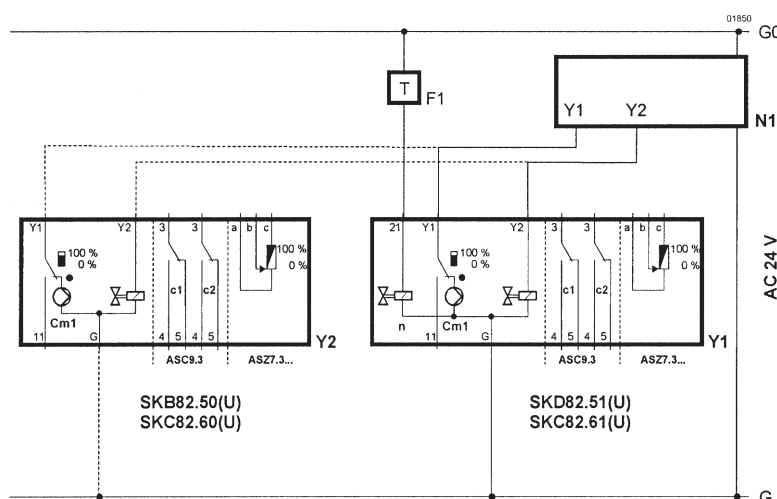 01850
G0
T
F1
Y1 Y2
N1
Y1 Y2 3 3 a b c
100 %
0 %
c1 c2
Cm1
11 G 4 5 4 5
Y2
ASC9.3 ASZ7.3...
21 Y1 Y2 3 3 a b c
100 %
0 %
100 %
0 %
c1 c2
n Cm1
11 G 4 5 4 5
Y1
ASC9.3 ASZ7.3...
100 %
0 %
AC 24 V
SKB82.50(U)
SKC82.60(U)
SKD82.51(U)
SKC82.61(U)
G